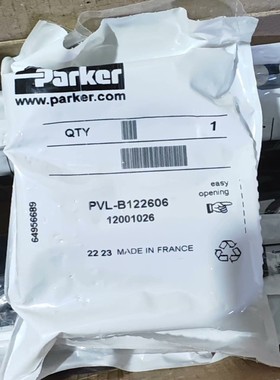 Parker
www.parker.com
QTY 1
easy
opening
PVL-B122606
12001026
64956689
22 23 MADE IN FRANCE